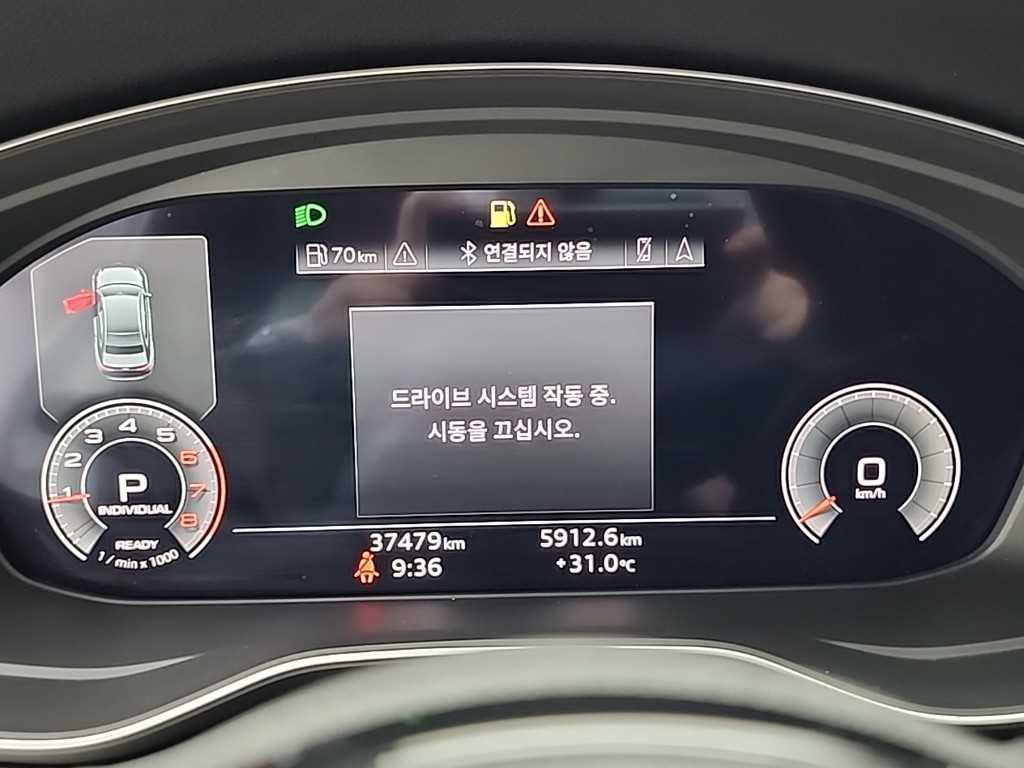 70km
연결되지 않음
드라이브 시스템 작동 중.
시동을 끄십시오.
1 2 3 4 5 6 7 8
P
INDIVIDUAL
READY
1 / min x 1000
0
km/h
37479km
5912.6km
9:36
+31.0°C